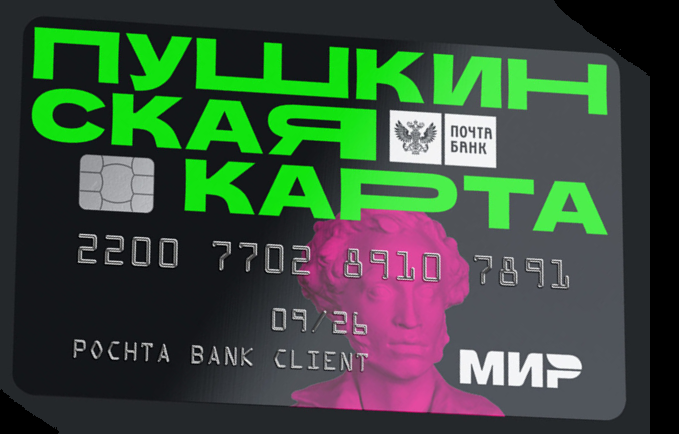 ПУШКИН
СКАЯ
ПОЧТА
БАНК
КАРТА
2200 7702 8910 7891
09/26
POCHTA BANK CLIENT
МИР